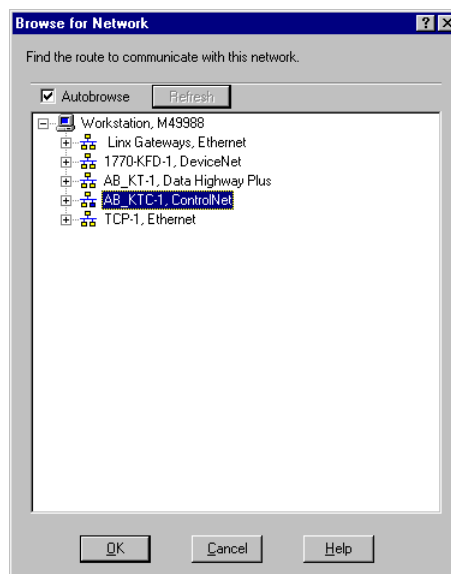 Browse for Network
Find the route to communicate with this network.
Autobrowse Refresh
Workstation, M49988
Linx Gateways, Ethernet
1770-KFD-1, DeviceNet
AB_KT-1, Data Highway Plus
AB_KTC-1, ControlNet
TCP-1, Ethernet
OK Cancel Help